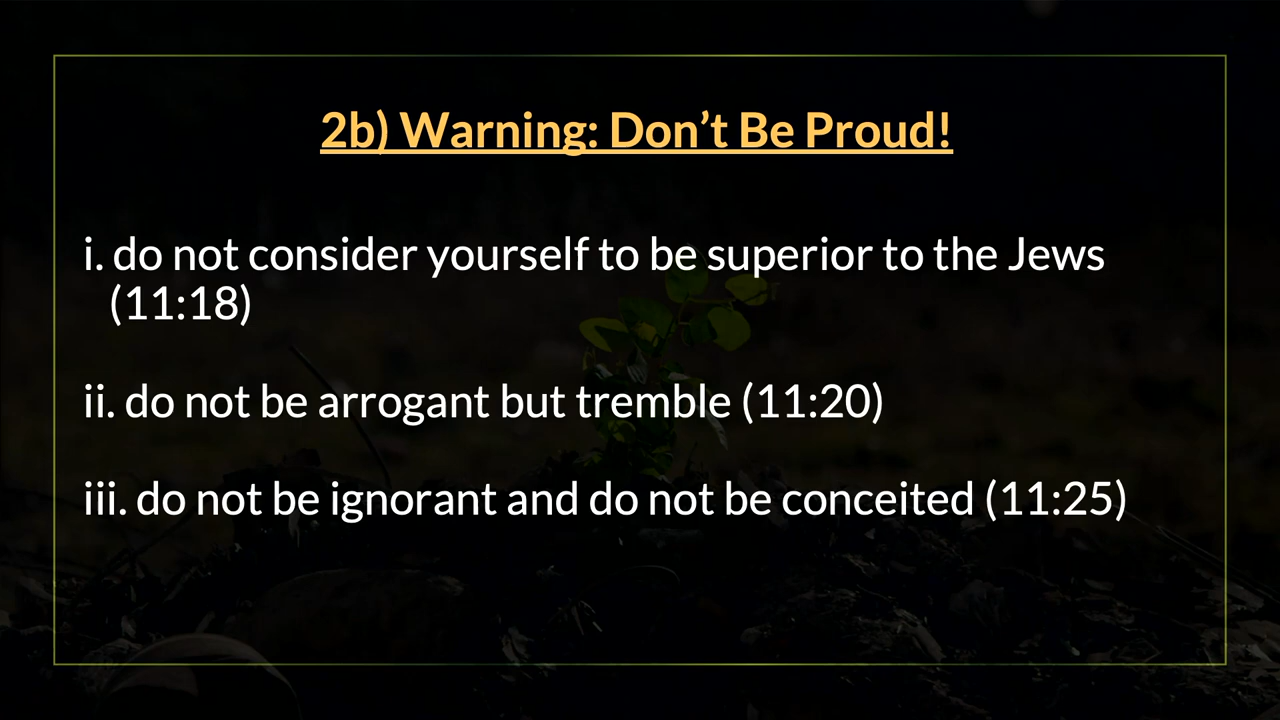 2b) Warning: Don’t Be Proud!
i. do not consider yourself to be superior to the Jews
(11:18)
ii. do not be arrogant but tremble (11:20)
iii. do not be ignorant and do not be conceited (11:25)